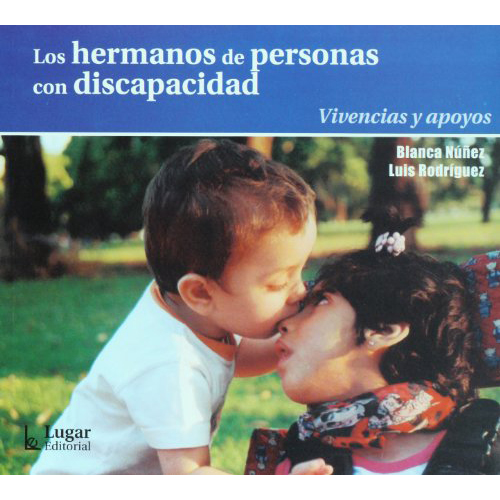 Los hermanos de personas
con discapacidad
Vivencias y apoyos
Blanca Núñez
Luis Rodríguez
Lugar
Editorial